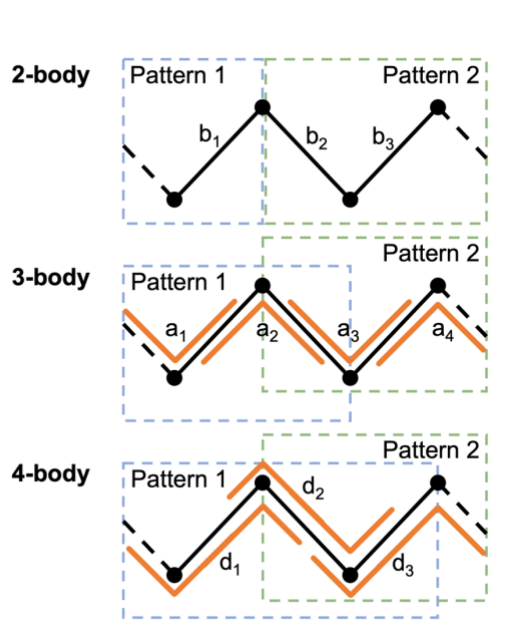 2-body
Pattern 1
Pattern 2
b1
b2
b3
3-body
Pattern 2
Pattern 1
a1
a2
a3
a4
4-body
Pattern 2
Pattern 1
d2
d1
d3